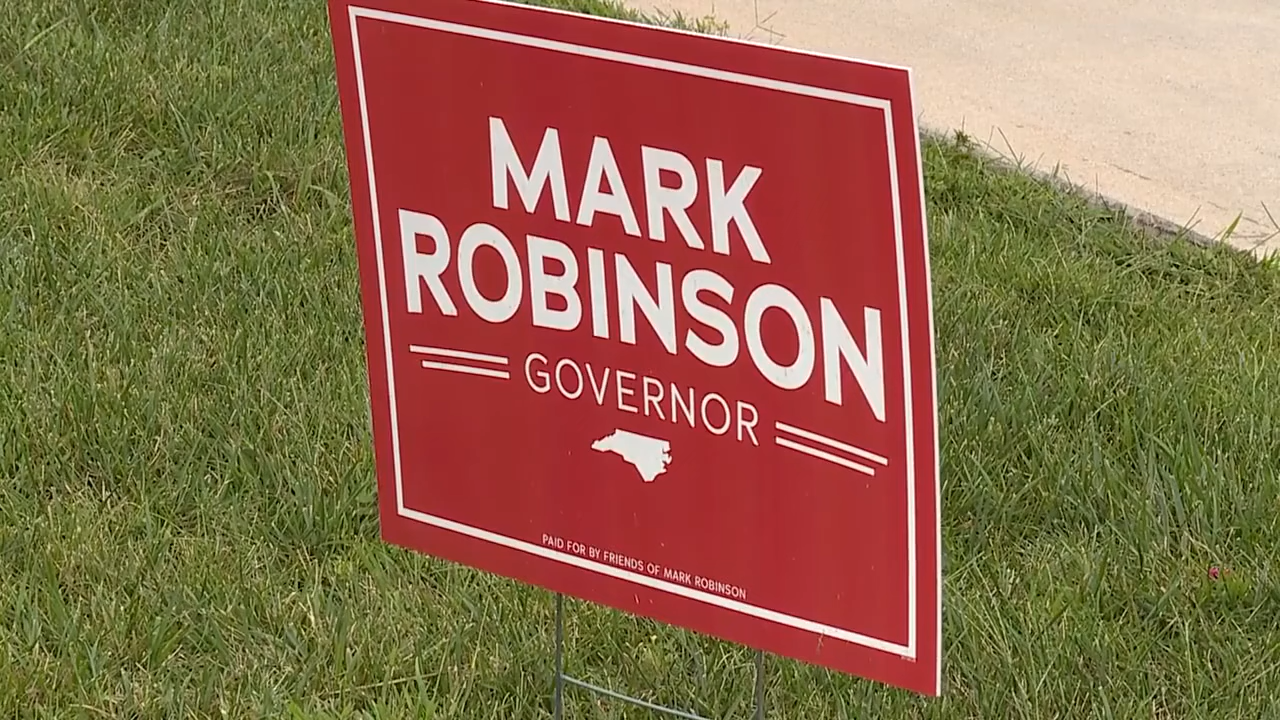 MARK
ROBINSON
GOVERNOR
PAID FOR BY FRIENDS OF MARK ROBINSON